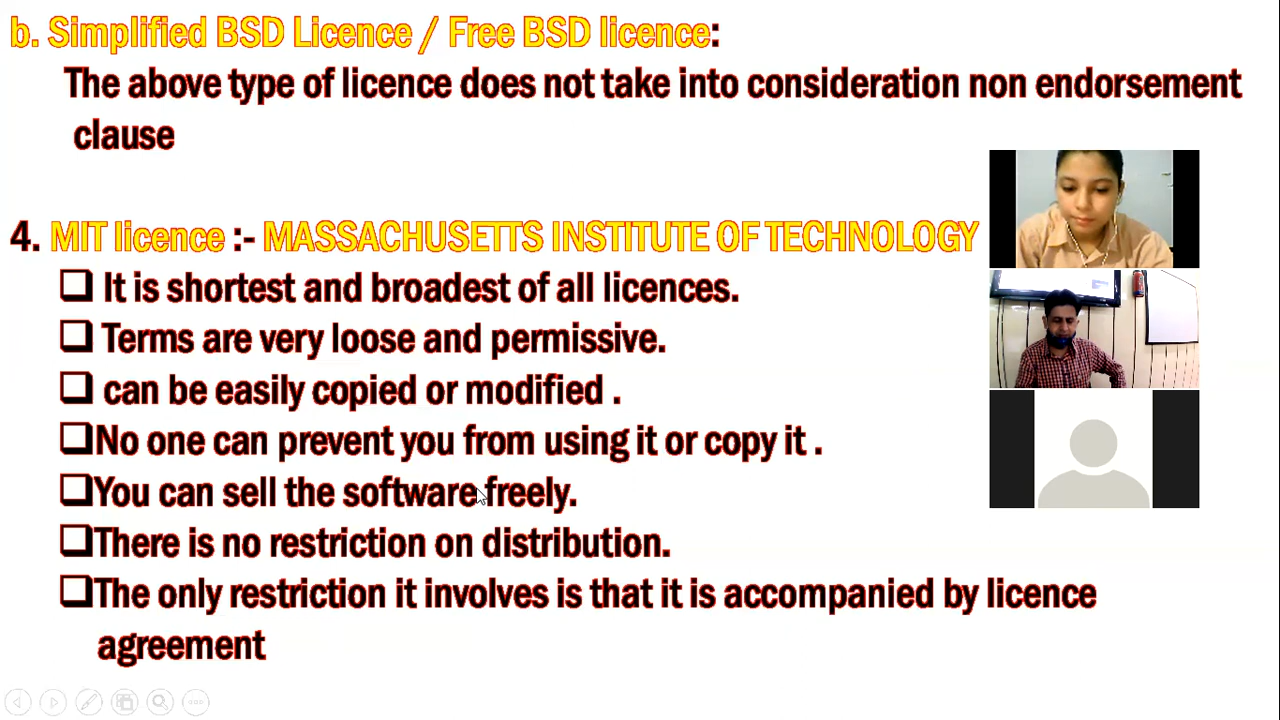 b. Simplified BSD Licence / Free BSD licence:
The above type of licence does not take into consideration non endorsement
clause
4. MIT licence :- MASSACHUSETTS INSTITUTE OF TECHNOLOGY
It is shortest and broadest of all licences.
Terms are very loose and permissive.
can be easily copied or modified .
No one can prevent you from using it or copy it .
You can sell the software freely.
There is no restriction on distribution.
The only restriction it involves is that it is accompanied by licence
agreement